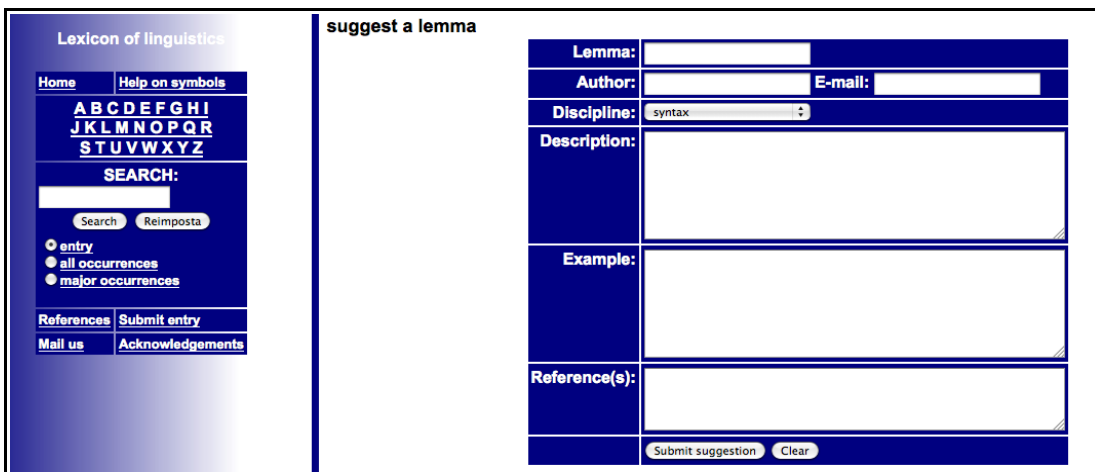 Lexicon of linguistics
Home Help on symbols
A B C D E F G H I
J K L M N O P Q R
S T U V W X Y Z
SEARCH:
Search Reimposta
entry
all occurrences
major occurrences
References Submit entry
Mail us Acknowledgements
suggest a lemma
Lemma:
Author: E-mail:
Discipline: syntax
Description:
Example:
Reference(s):
Submit suggestion Clear